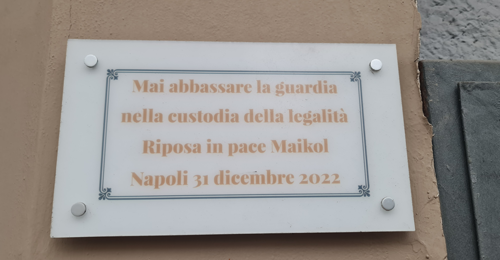 Mai abbassare la guardia
nella custodia della legalità
Riposa in pace Maikol
Napoli 31 dicembre 2022